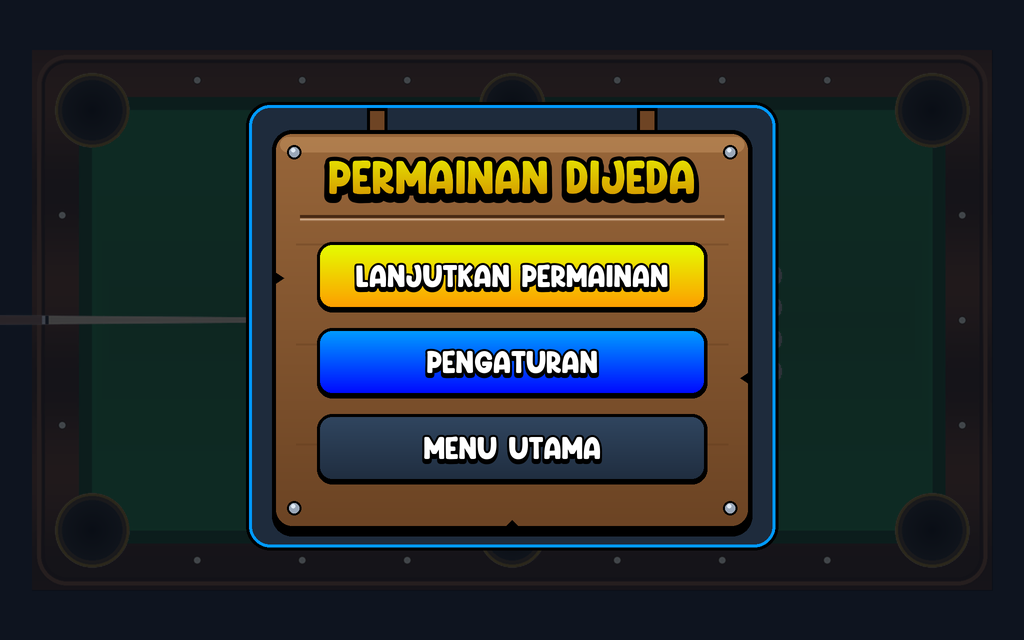 PERMAINAN DIJEDA
LANJUTKAN PERMAINAN
PENGATURAN
MENU UTAMA